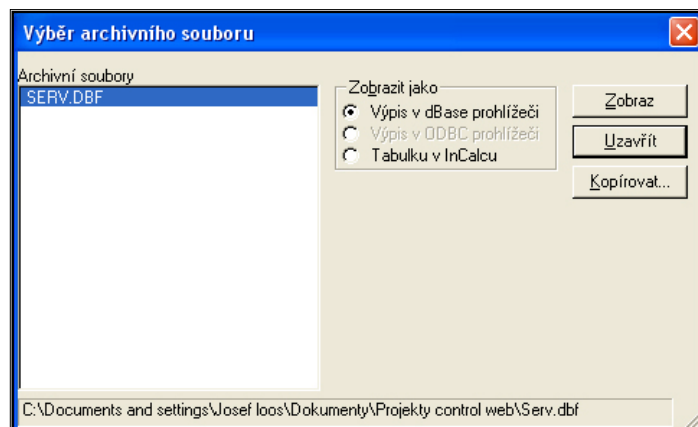 Výběr archivního souboru
Archivní soubory
SERV.DBF
Zobrazit jako
Výpis v dBase prohlížeči
Výpis v ODBC prohlížeči
Tabulku v InCalcu
Zobraz
Uzavřít
Kopírovat...
C:\Documents and settings\Josef loos\Dokumenty\Projekty control web\Serv.dbf